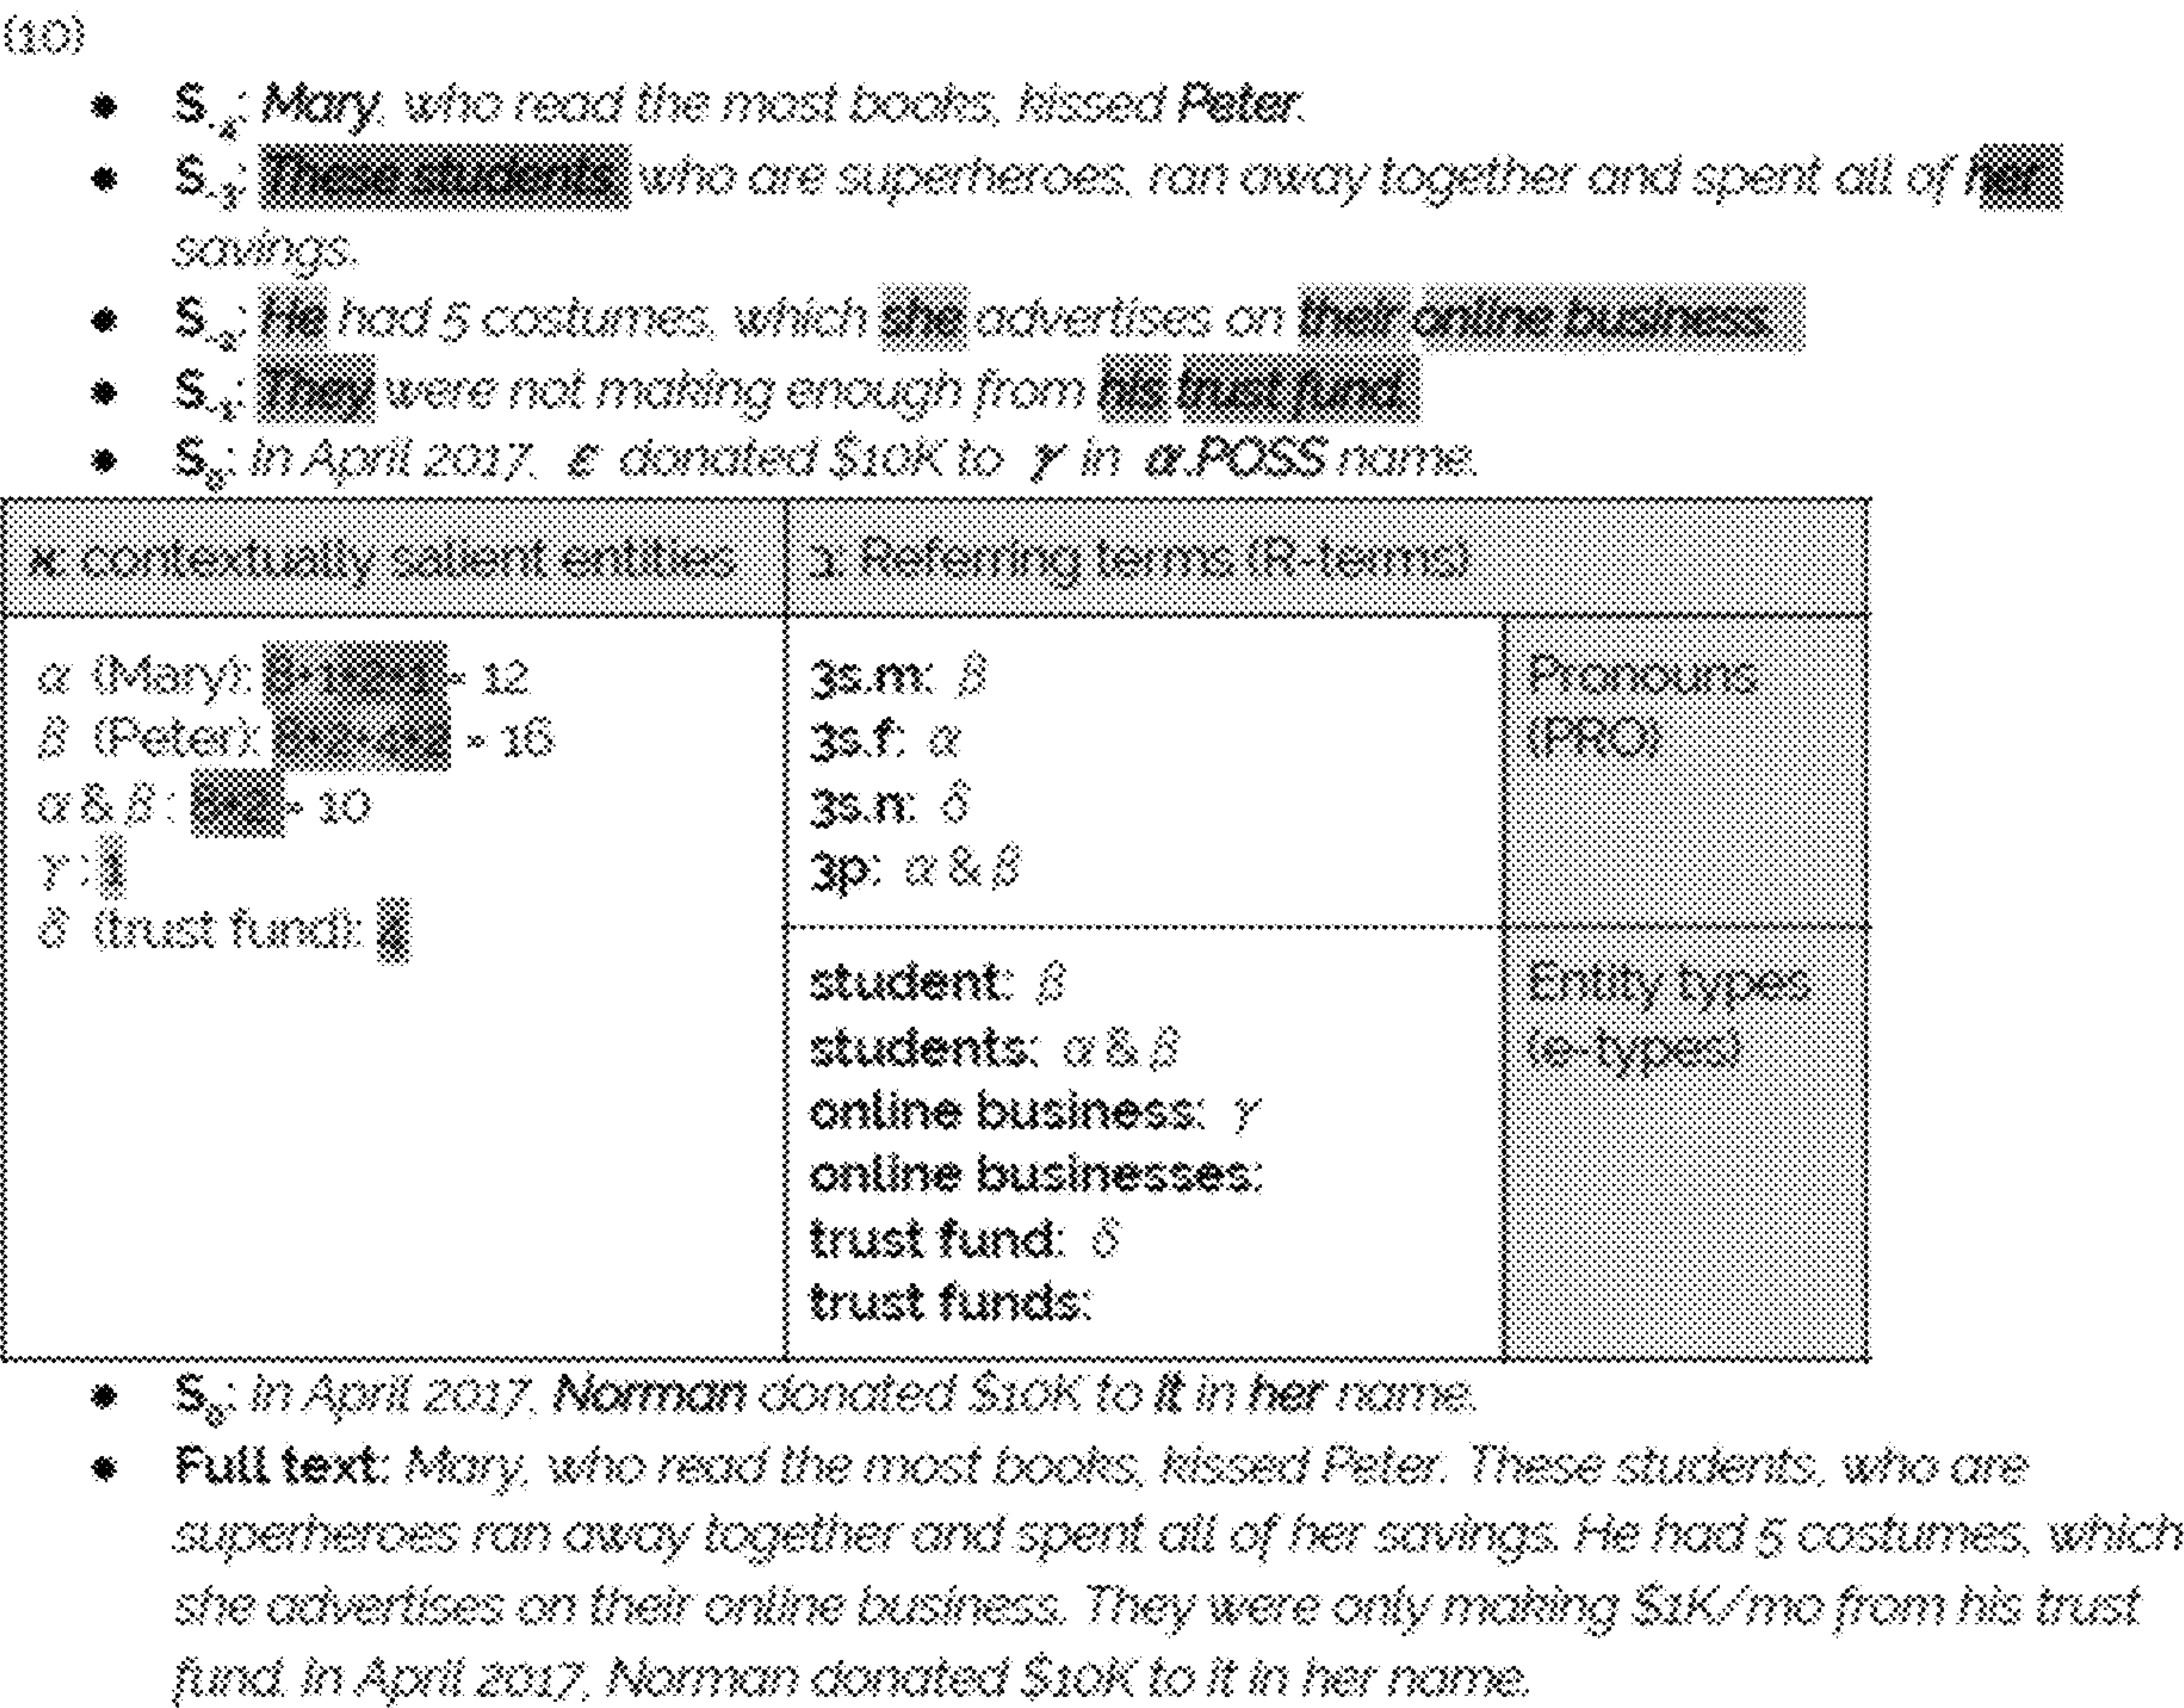 (10)
● S-4: Mary, who read the most books, kissed Peter.
● S-3: These students, who are superheroes, ran away together and spent all of her
savings.
● S-2: He had 5 costumes, which she advertises on their online business.
● S-1: They were not making enough from his trust fund.
● S0: In April 2017, ε donated $10K to γ in α.POSS name.
contextually salient entities
Referring terms (R-terms)
α (Mary): = 12
β (Peter): = 16
α & β : = 10
γ : 1
δ (trust fund):
3s.m: β
3s.f: α
3s.n: δ
3p: α & β
Pronouns
(PRO)
student: β
students: α & β
online business: γ
online businesses:
trust fund: δ
trust funds:
Entity types
(e-types)
● S0: In April 2017, Norman donated $10K to it in her name.
● Full text: Mary, who read the most books, kissed Peter. These students, who are
superheroes ran away together and spent all of her savings. He had 5 costumes, which
she advertises on their online business. They were only making $1K/mo from his trust
fund. In April 2017, Norman donated $10K to it in her name.